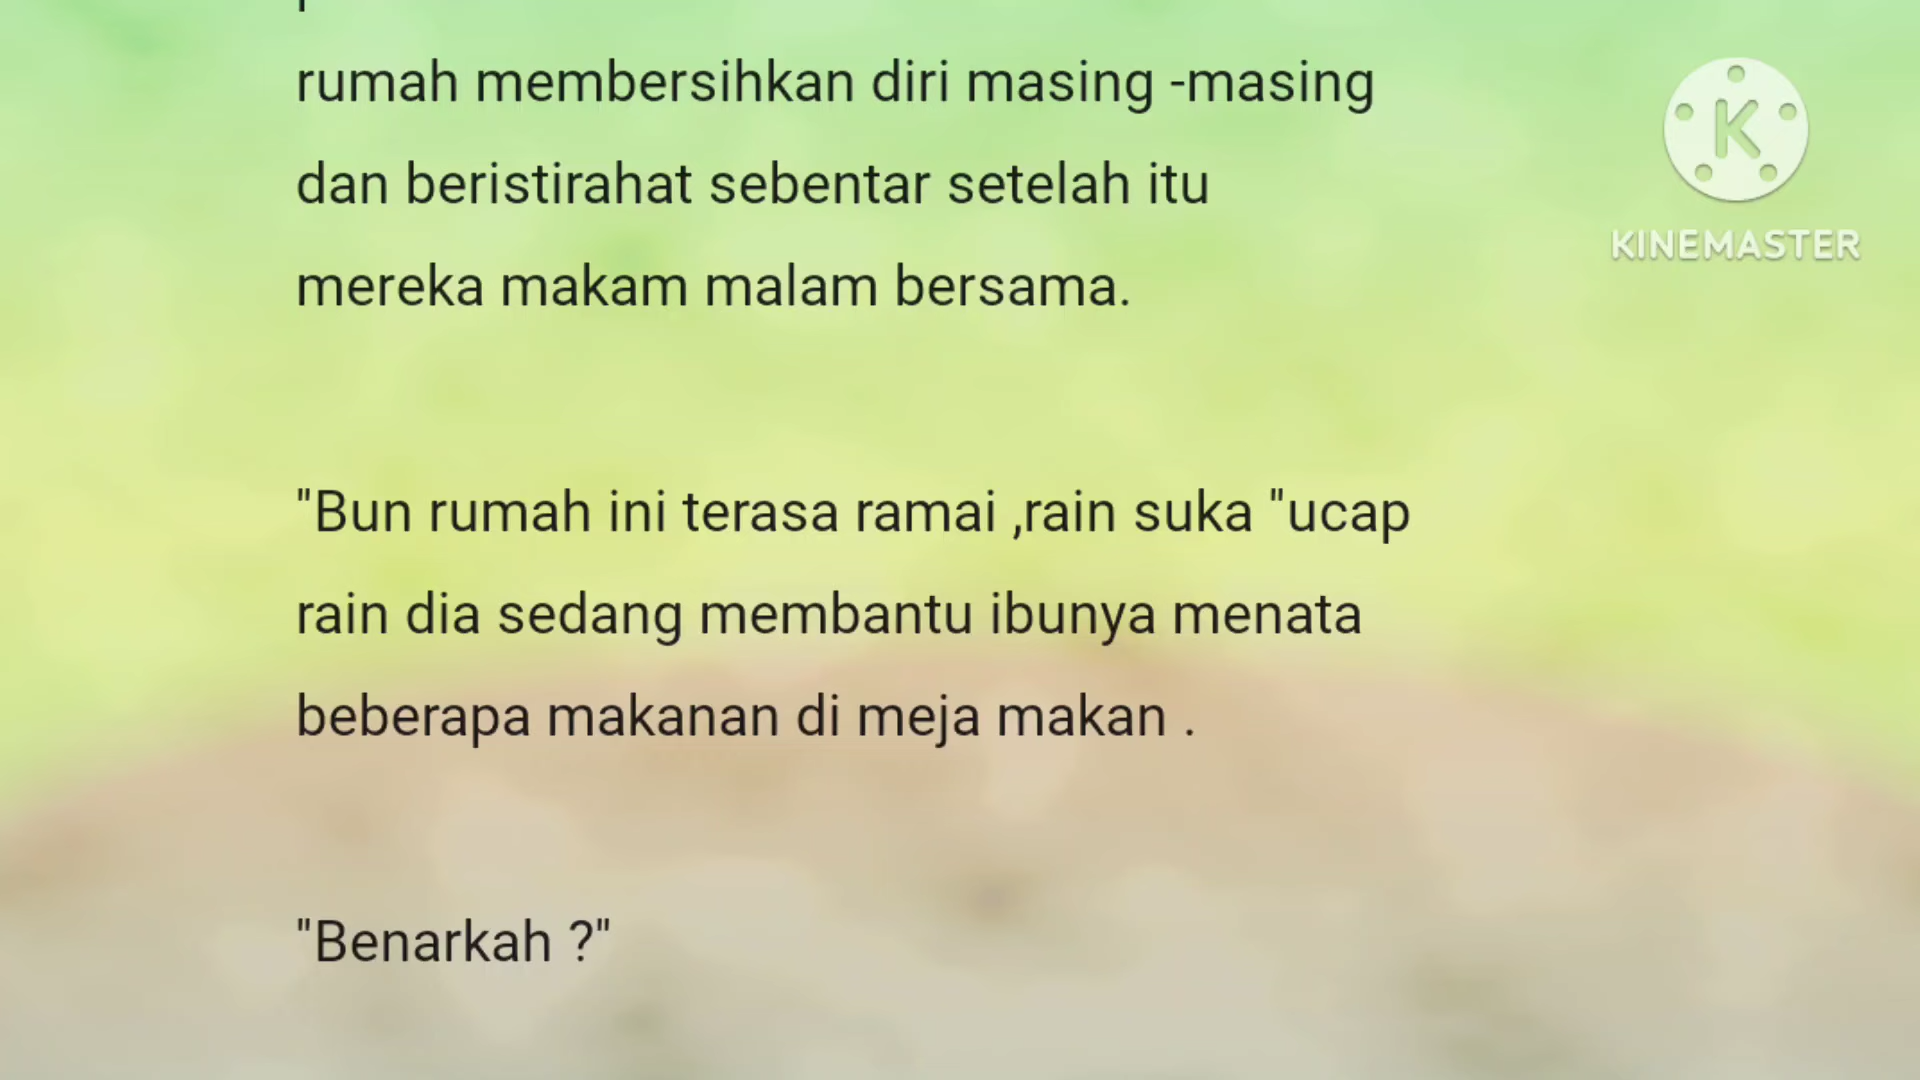 rumah membersihkan diri masing -masing
dan beristirahat sebentar setelah itu
mereka makam malam bersama.
"Bun rumah ini terasa ramai ,rain suka "ucap
rain dia sedang membantu ibunya menata
beberapa makanan di meja makan .
"Benarkah ?"
K
KINEMASTER